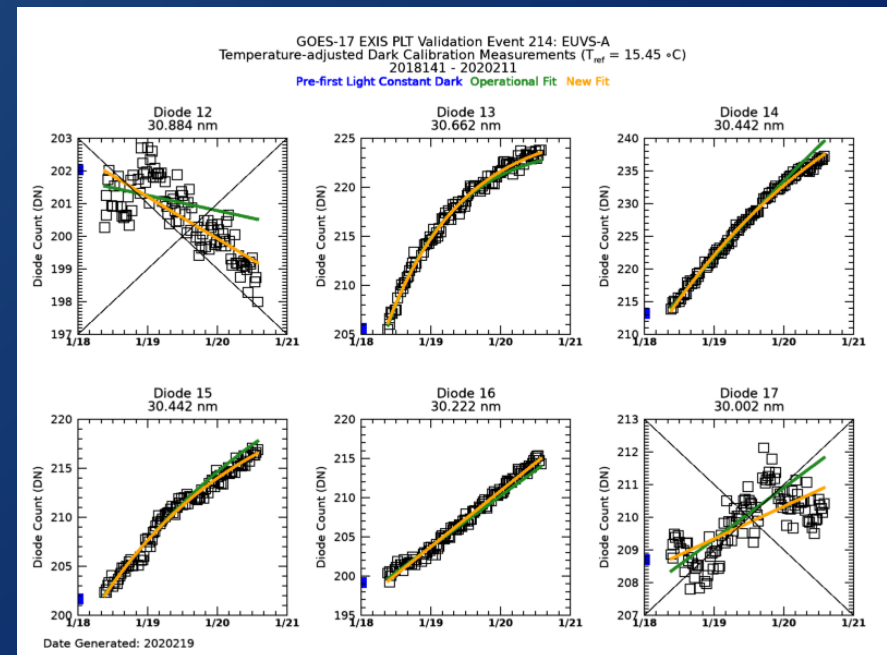 GOES-17 EXIS PLT Validation Event 214: EUVS-A
Temperature-adjusted Dark Calibration Measurements (Tref = 15.45 ∘C)
2018141 - 2020211
Pre-first Light Constant Dark Operational Fit New Fit
Diode 12
30.884 nm
Diode Count (DN)
203
202
201
200
199
198
197
1/18 1/19 1/20 1/21
Diode 13
30.662 nm
Diode Count (DN)
225
220
215
210
205
1/18 1/19 1/20 1/21
Diode 14
30.442 nm
Diode Count (DN)
240
235
230
225
220
215
210
1/18 1/19 1/20 1/21
Diode 15
30.442 nm
Diode Count (DN)
220
215
210
205
200
1/18 1/19 1/20 1/21
Diode 16
30.222 nm
Diode Count (DN)
220
215
210
205
200
195
1/18 1/19 1/20 1/21
Diode 17
30.002 nm
Diode Count (DN)
213
212
211
210
209
208
207
1/18 1/19 1/20 1/21
Date Generated: 2020219